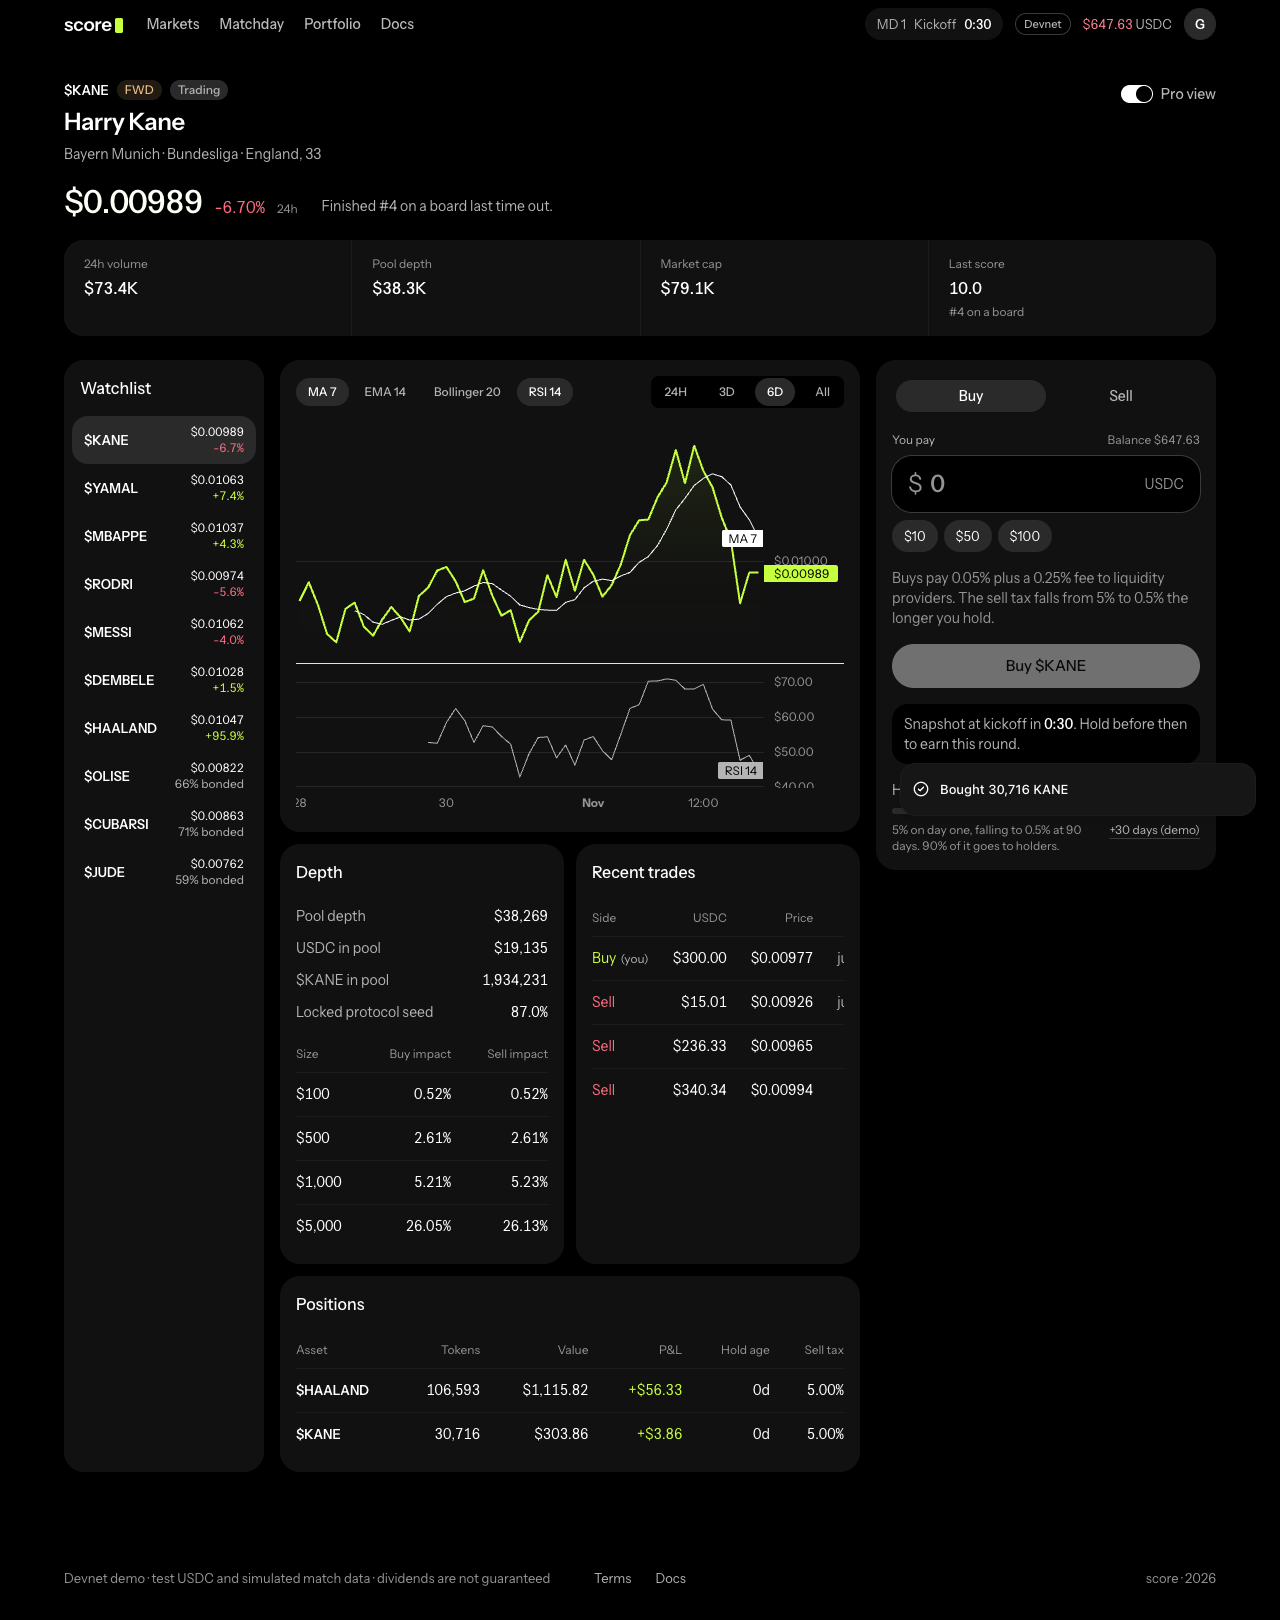 score
Markets
Matchday
Portfolio
Docs
MD 1 Kickoff 0:30
Devnet
$647.63 USDC
G
$KANE
FWD
Trading
Pro view
Harry Kane
Bayern Munich · Bundesliga · England, 33
$0.00989 -6.70% 24h
Finished #4 on a board last time out.
24h volume
$73.4K
Pool depth
$38.3K
Market cap
$79.1K
Last score
10.0
#4 on a board
Watchlist
$KANE
$0.00989
-6.7%
$YAMAL
$0.01063
+7.4%
$MBAPPE
$0.01037
+4.3%
$RODRI
$0.00974
-5.6%
$MESSI
$0.01062
-4.0%
$DEMBELE
$0.01028
+1.5%
$HAALAND
$0.01047
+95.9%
$OLISE
$0.00822
66% bonded
$CUBARSI
$0.00863
71% bonded
$JUDE
$0.00762
59% bonded
MA 7
EMA 14
Bollinger 20
RSI 14
24H
3D
6D
All
MA 7
$0.01000
$0.00989
$70.00
$60.00
$50.00
RSI 14
$40.00
28
30
Nov
12:00
Buy
Sell
You pay
Balance $647.63
$ 0
USDC
$10
$50
$100
Buys pay 0.05% plus a 0.25% fee to liquidity
providers. The sell tax falls from 5% to 0.5% the
longer you hold.
Buy $KANE
Snapshot at kickoff in 0:30. Hold before then
to earn this round.
Bought 30,716 KANE
5% on day one, falling to 0.5% at 90
days. 90% of it goes to holders.
+30 days (demo)
Depth
Pool depth $38,269
USDC in pool $19,135
$KANE in pool 1,934,231
Locked protocol seed 87.0%
Size Buy impact Sell impact
$100 0.52% 0.52%
$500 2.61% 2.61%
$1,000 5.21% 5.23%
$5,000 26.05% 26.13%
Recent trades
Side USDC Price
Buy (you) $300.00 $0.00977
Sell $15.01 $0.00926
Sell $236.33 $0.00965
Sell $340.34 $0.00994
Positions
Asset Tokens Value P&L Hold age Sell tax
$HAALAND 106,593 $1,115.82 +$56.33 0d 5.00%
$KANE 30,716 $303.86 +$3.86 0d 5.00%
Devnet demo · test USDC and simulated match data · dividends are not guaranteed
Terms
Docs
score · 2026